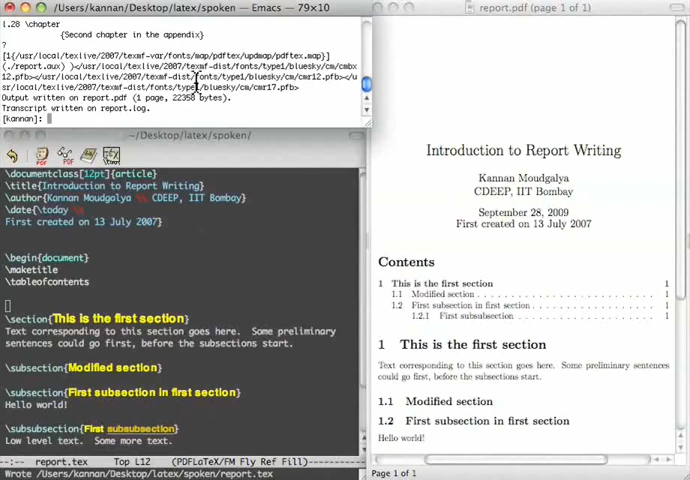 /Users/kannan/Desktop/latex/spoken — Emacs — 79×10
l.28 \chapter
{Second chapter in the appendix}
?
[1{/usr/local/texlive/2007/texmf-var/fonts/map/pdftex/updmap/pdftex.map}]
(./report.aux) )</usr/local/texlive/2007/texmf-dist/fonts/type1/bluesky/cm/cmbx
12.pfb></usr/local/texlive/2007/texmf-dist/fonts/type1/bluesky/cm/cmr12.pfb></u
sr/local/texlive/2007/texmf-dist/fonts/type1/bluesky/cm/cmr17.pfb>
Output written on report.pdf (1 page, 22358 bytes).
Transcript written on report.log.
[kannan]:
~/Desktop/latex/spoken/
\documentclass[12pt]{article}
\title{Introduction to Report Writing}
\author{Kannan Moudgalya \\ CDEEP, IIT Bombay}
\date{\today \\
First created on 13 July 2007}
\begin{document}
\maketitle
\tableofcontents
\section{This is the first section}
Text corresponding to this section goes here. Some preliminary
sentences could go first, before the subsections start.
\subsection{Modified section}
\subsection{First subsection in first section}
Hello world!
\subsubsection{First subsubsection}
Low level text. Some more text.
-:-- report.tex Top L12 (PDFLaTeX/FM Fly Ref Fill)
Wrote /Users/kannan/Desktop/latex/spoken/report.tex
report.pdf (page 1 of 1)
Introduction to Report Writing
Kannan Moudgalya
CDEEP, IIT Bombay
September 28, 2009
First created on 13 July 2007
Contents
1 This is the first section 1
1.1 Modified section . . . . . . . . . . . . . . . . . . . . . . . . . . . 1
1.2 First subsection in first section . . . . . . . . . . . . . . . . . . . 1
1.2.1 First subsubsection . . . . . . . . . . . . . . . . . . . . . . 1
1 This is the first section
Text corresponding to this section goes here. Some preliminary sentences
could go first, before the subsections start.
1.1 Modified section
1.2 First subsection in first section
Hello world!
Page 1 of 1